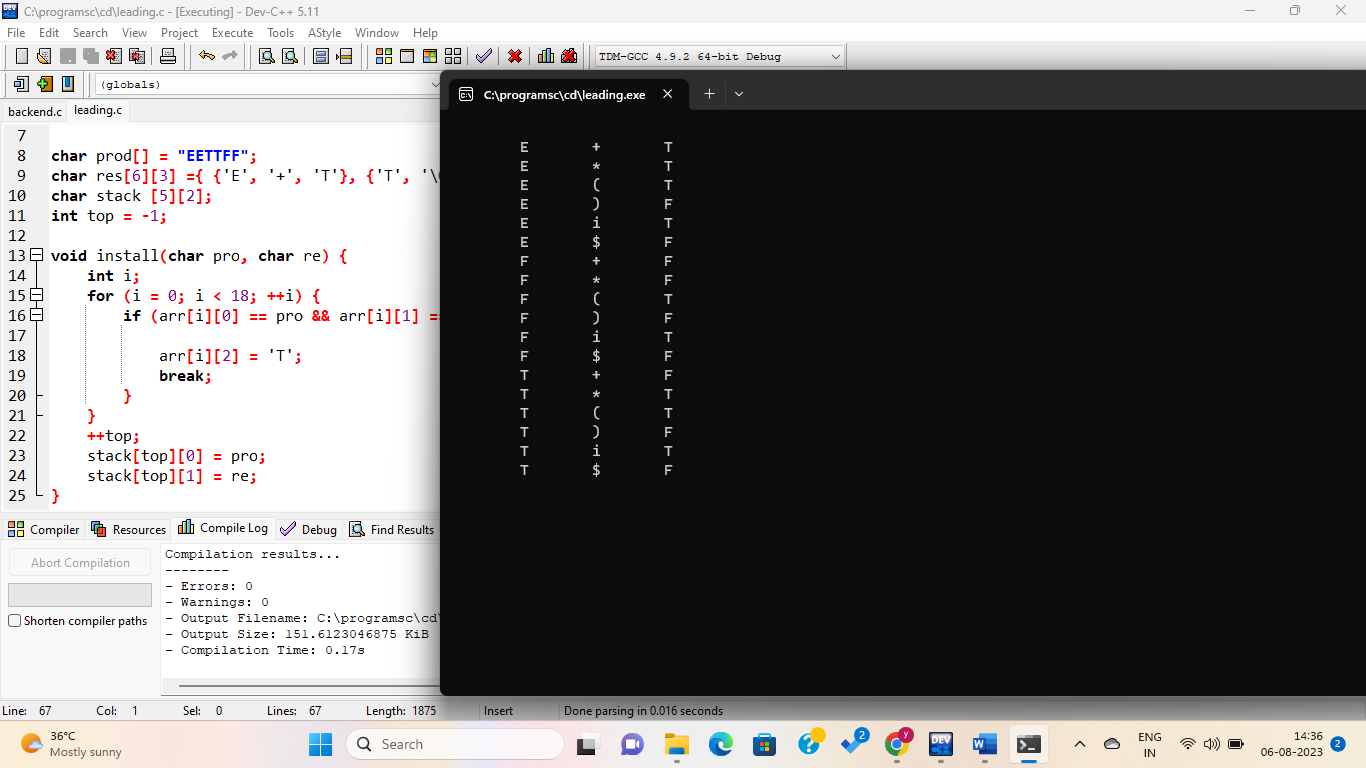 C:\programsc\cd\leading.c - [Executing] - Dev-C++ 5.11
File Edit Search View Project Execute Tools AStyle Window Help
TDM-GCC 4.9.2 64-bit Debug
(globals)
backend.c leading.c
7
8 char prod[] = "EETTFF";
9 char res[6][3] ={ {'E', '+', 'T'}, {'T', '\
10 char stack [5][2];
11 int top = -1;
12
13 void install(char pro, char re) {
14 int i;
15 for (i = 0; i < 18; ++i) {
16 if (arr[i][0] == pro && arr[i][1] =
17
18 arr[i][2] = 'T';
19 break;
20 }
21 }
22 ++top;
23 stack[top][0] = pro;
24 stack[top][1] = re;
25 }
Compiler Resources Compile Log Debug Find Results
Abort Compilation
Shorten compiler paths
Compilation results...
--------
- Errors: 0
- Warnings: 0
- Output Filename: C:\programsc\cd\
- Output Size: 151.6123046875 KiB
- Compilation Time: 0.17s
C:\programsc\cd\leading.exe
E + T
E * T
E ( T
E ) F
E i T
E $ F
F + F
F * F
F ( T
F ) F
F i T
F $ F
T + F
T * T
T ( T
T ) F
T i T
T $ F
Line: 67 Col: 1 Sel: 0 Lines: 67 Length: 1875 Insert Done parsing in 0.016 seconds
36°C
Mostly sunny
Search
2
y
DEV
C++
W
ENG
IN
14:36
06-08-2023
2